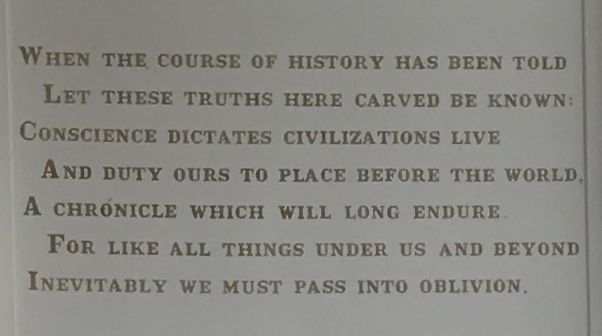 WHEN THE COURSE OF HISTORY HAS BEEN TOLD
LET THESE TRUTHS HERE CARVED BE KNOWN:
CONSCIENCE DICTATES CIVILIZATIONS LIVE
AND DUTY OURS TO PLACE BEFORE THE WORLD,
A CHRONICLE WHICH WILL LONG ENDURE.
FOR LIKE ALL THINGS UNDER US AND BEYOND
INEVITABLY WE MUST PASS INTO OBLIVION.